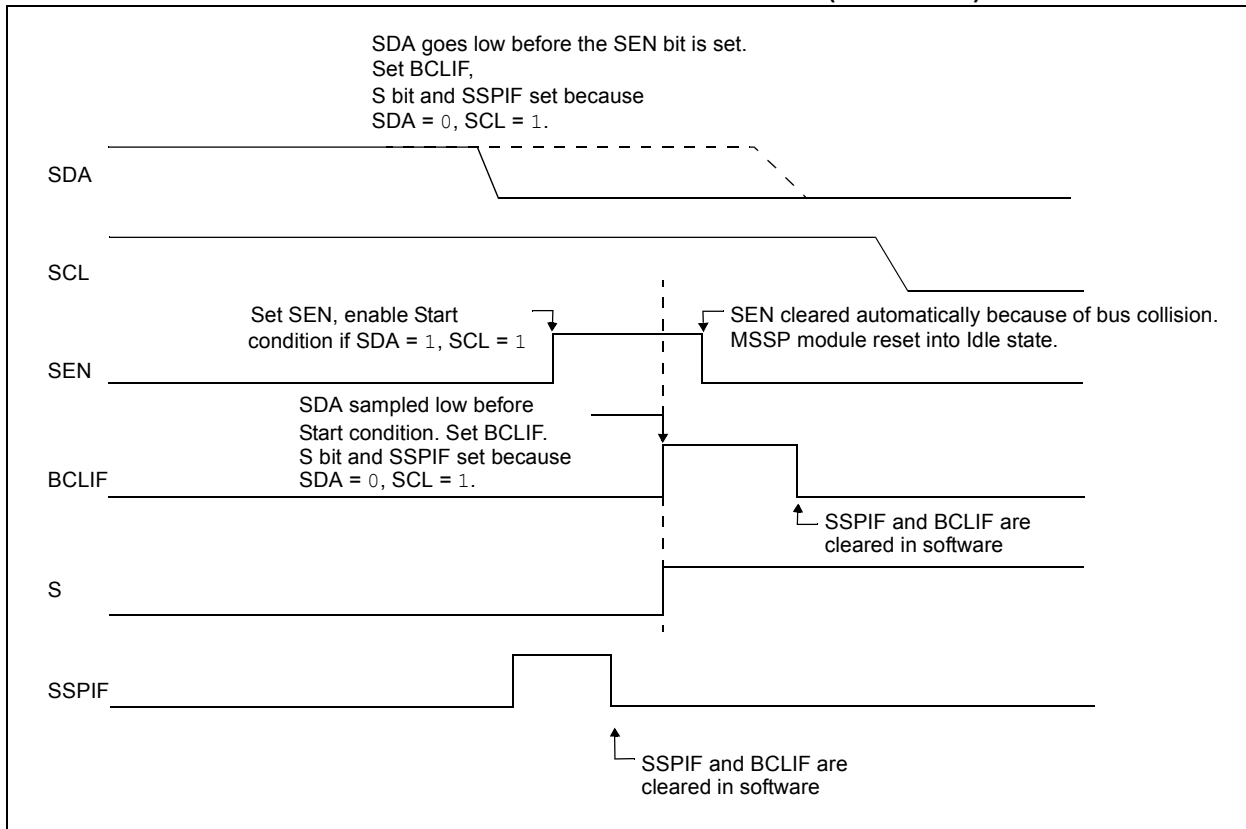 SDA goes low before the SEN bit is set.
Set BCLIF,
S bit and SSPIF set because
SDA = 0, SCL = 1.
SDA
SCL
Set SEN, enable Start
condition if SDA = 1, SCL = 1
SEN cleared automatically because of bus collision.
MSSP module reset into Idle state.
SEN
SDA sampled low before
Start condition. Set BCLIF.
S bit and SSPIF set because
SDA = 0, SCL = 1.
BCLIF
SSPIF and BCLIF are
cleared in software
S
SSPIF
SSPIF and BCLIF are
cleared in software